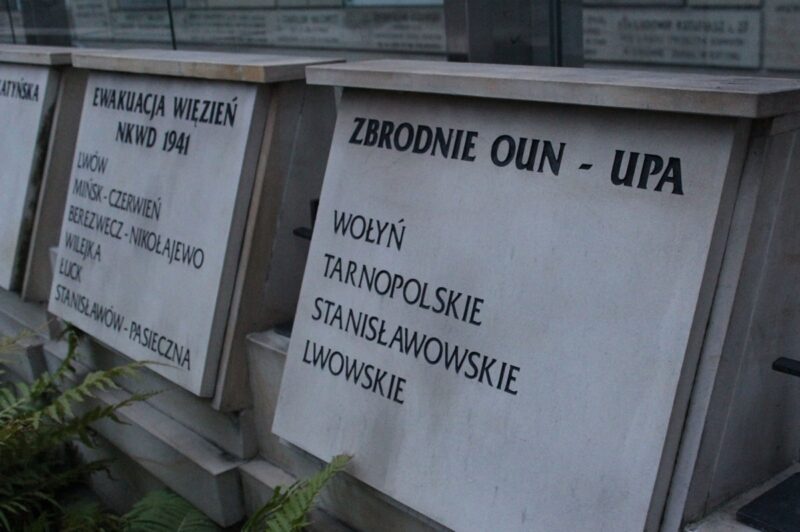 ATYŃSKA
EWAKUACJA WIĘZIEŃ
NKWD 1941
LWÓW
MIŃSK-CZERWIEŃ
BEREZWECZ-NIKOŁAJEWO
WILEJKA
ŁUCK
STANISŁAWÓW-PASIECZNA
ZBRODNIE OUN - UPA
WOŁYŃ
TARNOPOLSKIE
STANISŁAWOWSKIE
LWOWSKIE